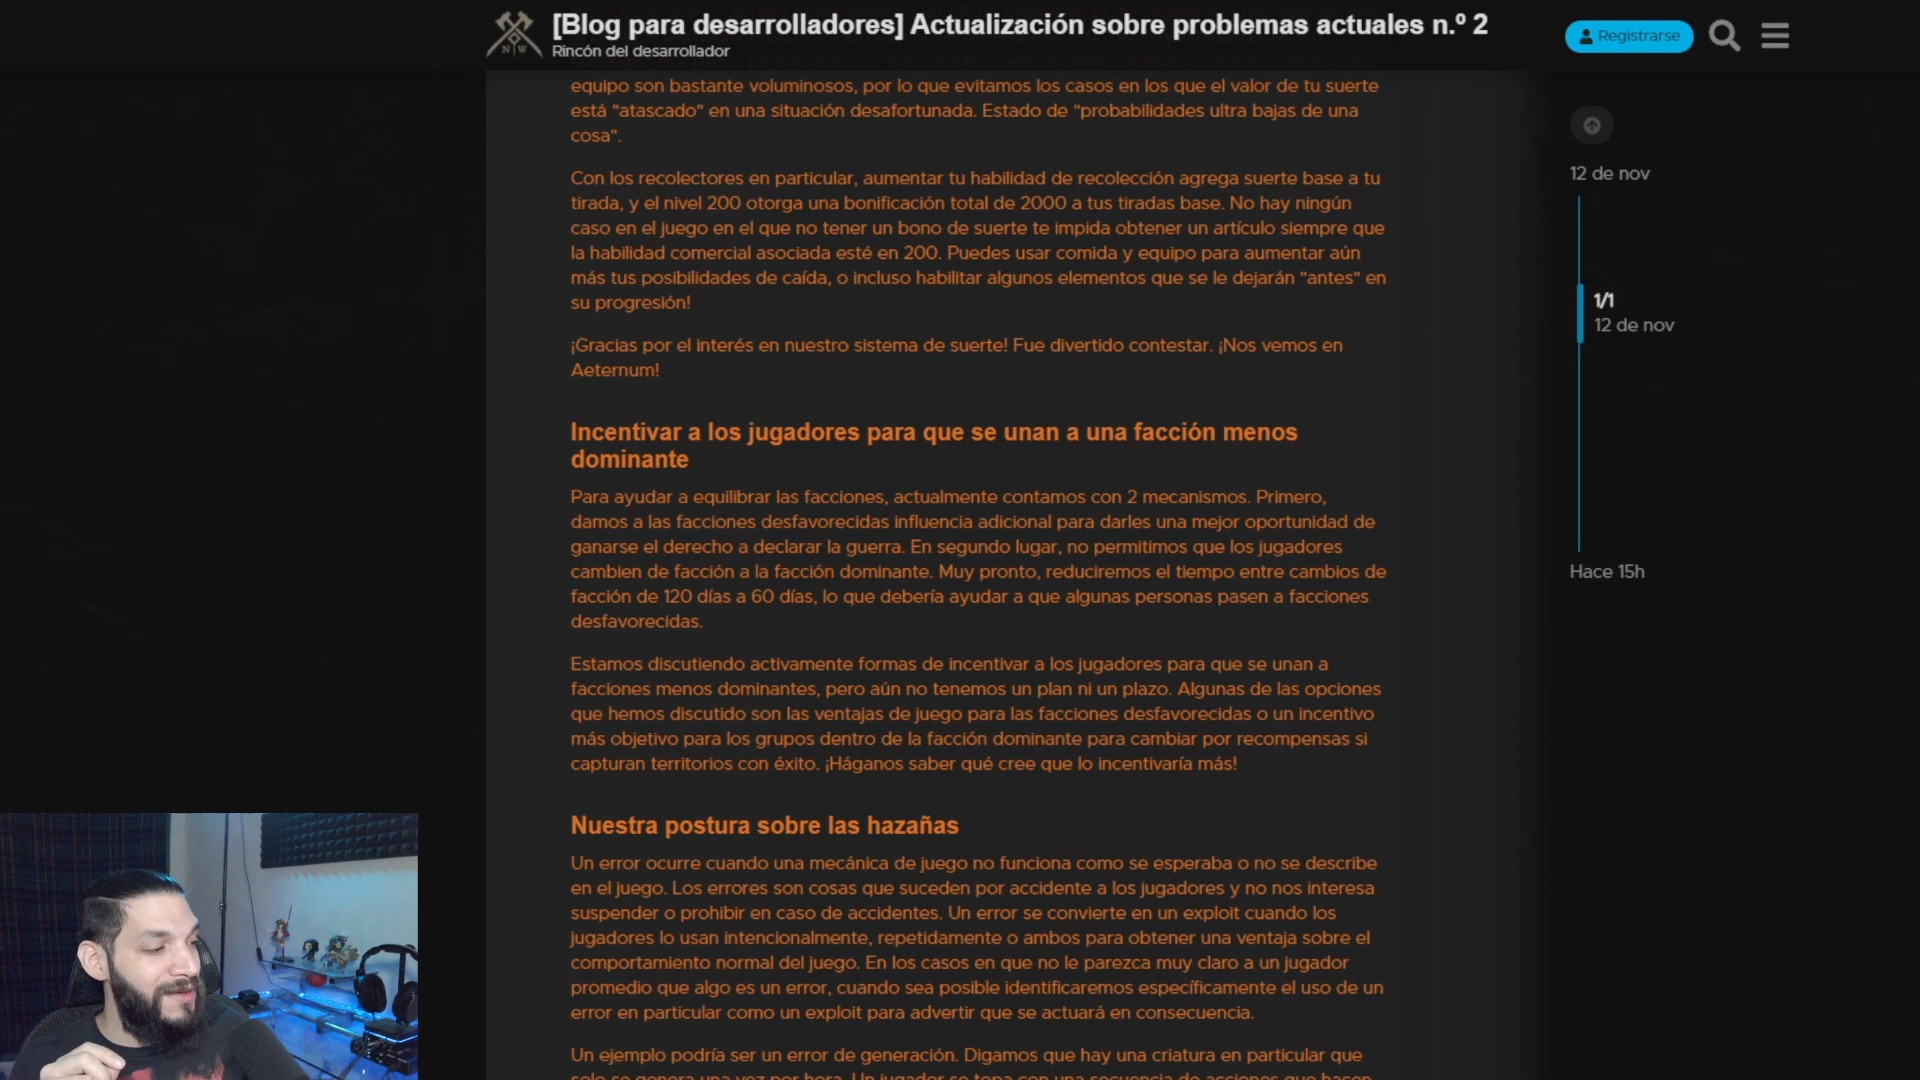 [Blog para desarrolladores] Actualización sobre problemas actuales n.º 2
Rincón del desarrollador
Registrarse
N W
equipo son bastante voluminosos, por lo que evitamos los casos en los que el valor de tu suerte
está "atascado" en una situación desafortunada. Estado de "probabilidades ultra bajas de una
cosa".
Con los recolectores en particular, aumentar tu habilidad de recolección agrega suerte base a tu
tirada, y el nivel 200 otorga una bonificación total de 2000 a tus tiradas base. No hay ningún
caso en el juego en el que no tener un bono de suerte te impida obtener un artículo siempre que
la habilidad comercial asociada esté en 200. Puedes usar comida y equipo para aumentar aún
más tus posibilidades de caída, o incluso habilitar algunos elementos que se le dejarán "antes" en
su progresión!
¡Gracias por el interés en nuestro sistema de suerte! Fue divertido contestar. ¡Nos vemos en
Aeternum!
Incentivar a los jugadores para que se unan a una facción menos
dominante
Para ayudar a equilibrar las facciones, actualmente contamos con 2 mecanismos. Primero,
damos a las facciones desfavorecidas influencia adicional para darles una mejor oportunidad de
ganarse el derecho a declarar la guerra. En segundo lugar, no permitimos que los jugadores
cambien de facción a la facción dominante. Muy pronto, reduciremos el tiempo entre cambios de
facción de 120 días a 60 días, lo que debería ayudar a que algunas personas pasen a facciones
desfavorecidas.
Estamos discutiendo activamente formas de incentivar a los jugadores para que se unan a
facciones menos dominantes, pero aún no tenemos un plan ni un plazo. Algunas de las opciones
que hemos discutido son las ventajas de juego para las facciones desfavorecidas o un incentivo
más objetivo para los grupos dentro de la facción dominante para cambiar por recompensas si
capturan territorios con éxito. ¡Háganos saber qué cree que lo incentivaría más!
Nuestra postura sobre las hazañas
Un error ocurre cuando una mecánica de juego no funciona como se esperaba o no se describe
en el juego. Los errores son cosas que suceden por accidente a los jugadores y no nos interesa
suspender o prohibir en caso de accidentes. Un error se convierte en un exploit cuando los
jugadores lo usan intencionalmente, repetidamente o ambos para obtener una ventaja sobre el
comportamiento normal del juego. En los casos en que no le parezca muy claro a un jugador
promedio que algo es un error, cuando sea posible identificaremos específicamente el uso de un
error en particular como un exploit para advertir que se actuará en consecuencia.
Un ejemplo podría ser un error de generación. Digamos que hay una criatura en particular que
solo se genera una vez por hora. Un jugador se topa con una secuencia de acciones que hacen
12 de nov
1/1
12 de nov
Hace 15h